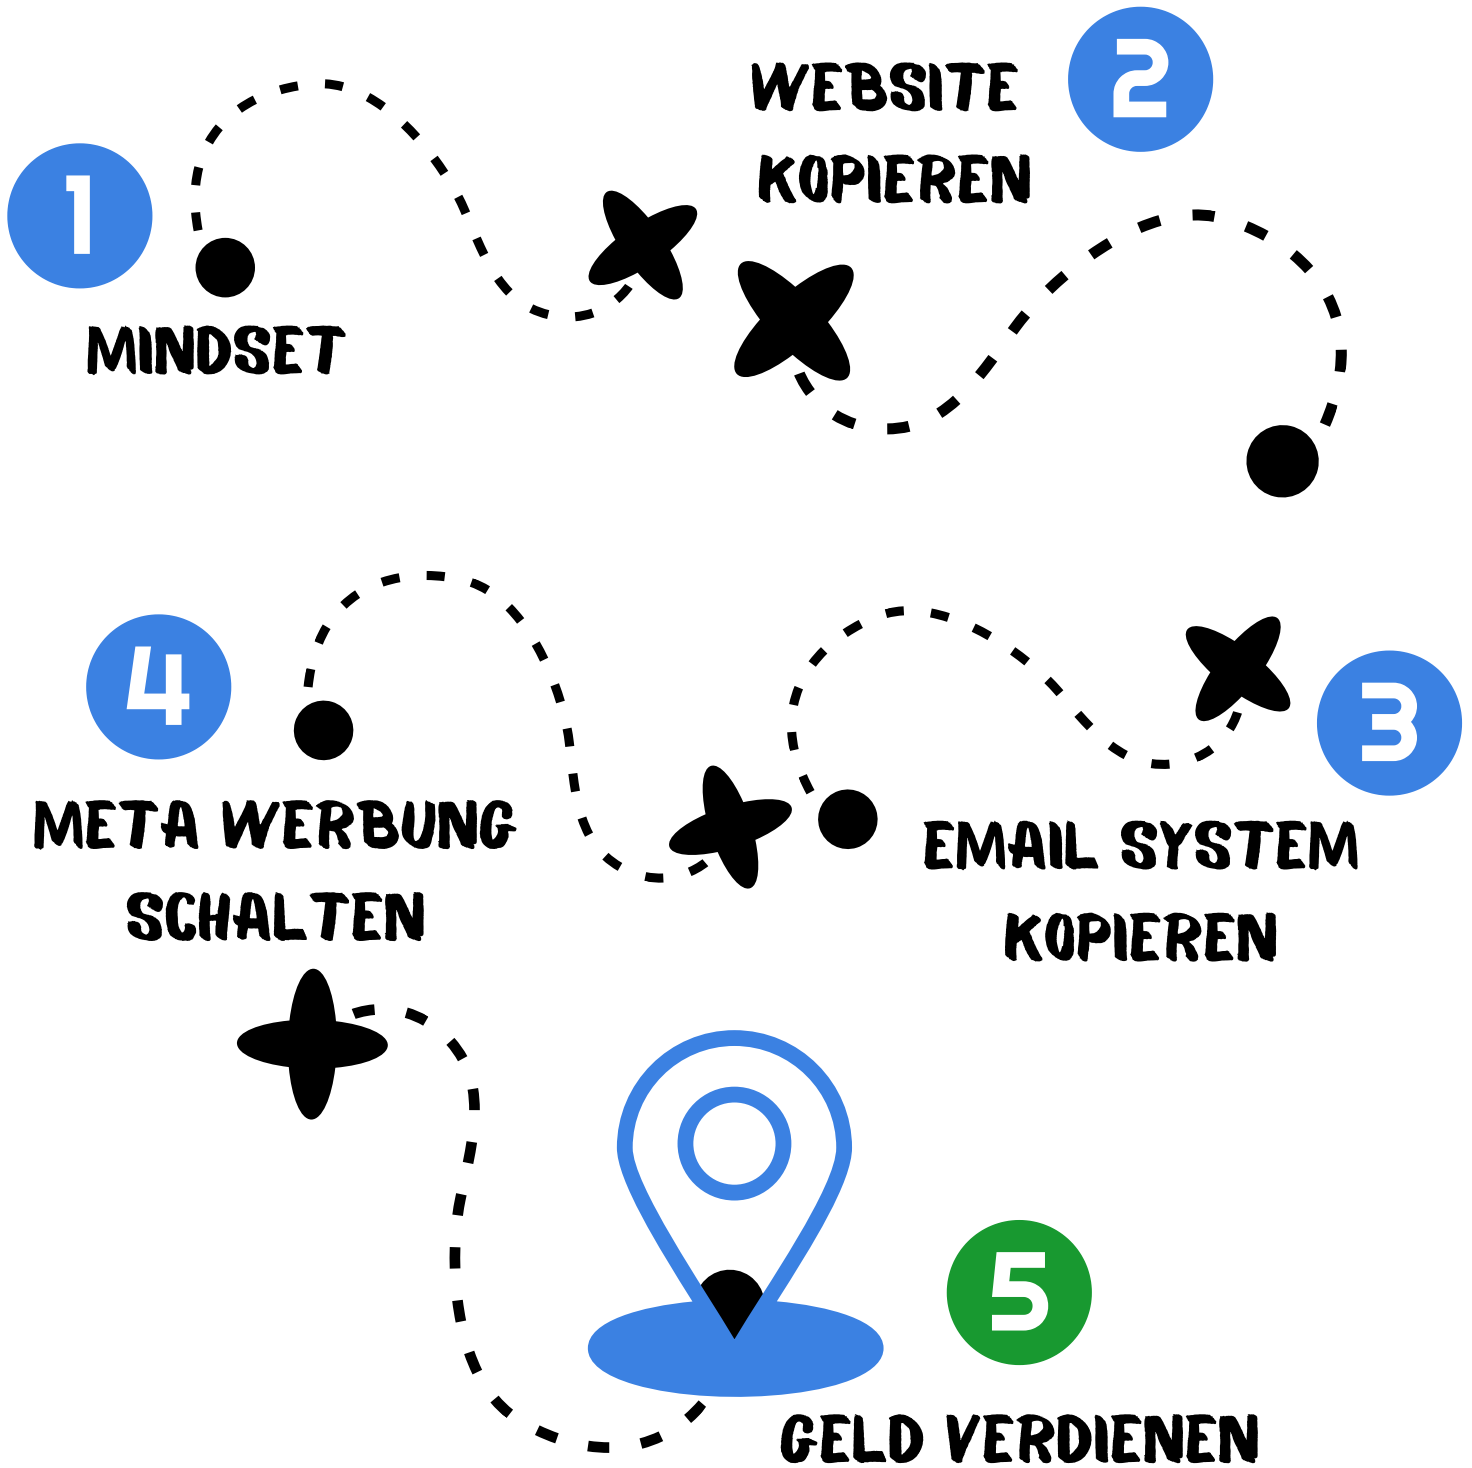 1
MINDSET
2
WEBSITE
KOPIEREN
3
EMAIL SYSTEM
KOPIEREN
4
META WERBUNG
SCHALTEN
5
GELD VERDIENEN